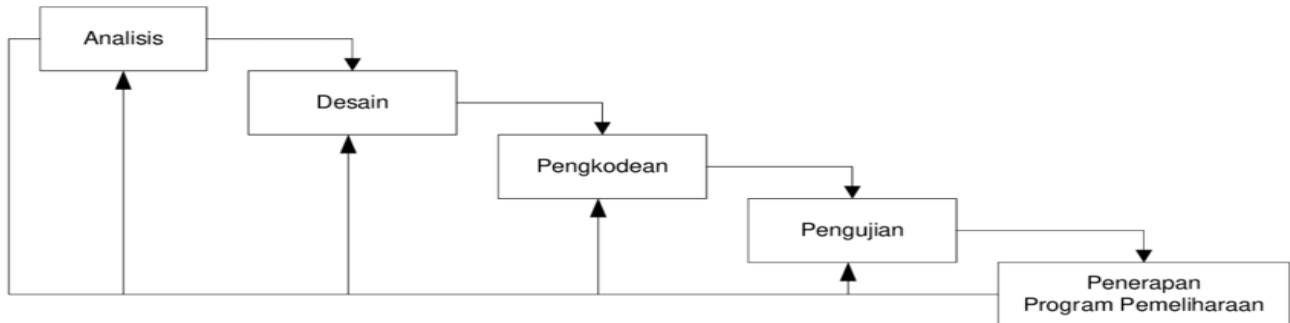 Analisis
Desain
Pengkodean
Pengujian
Penerapan
Program Pemeliharaan